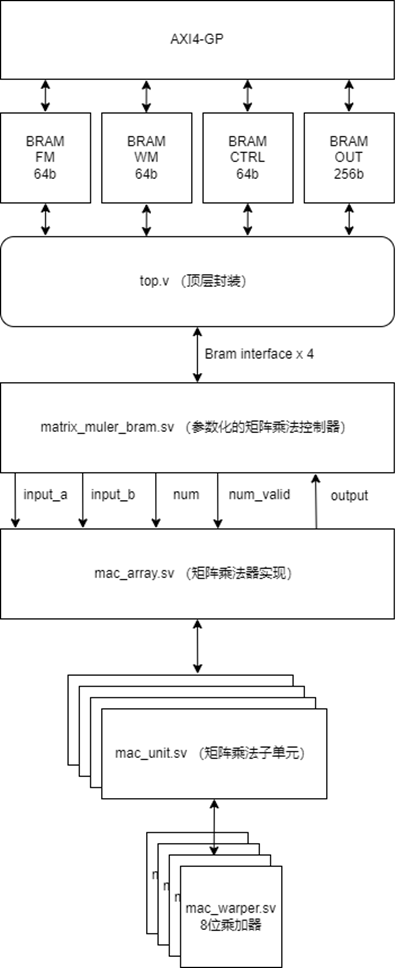 AXI4-GP
BRAM
FM
64b
BRAM
WM
64b
BRAM
CTRL
64b
BRAM
OUT
256b
top.v （顶层封装）
Bram interface x 4
matrix_muler_bram.sv （参数化的矩阵乘法控制器）
input_a
input_b
num
num_valid
output
mac_array.sv （矩阵乘法器实现）
mac_unit.sv （矩阵乘法子单元）
mac_warper.sv
8位乘加器